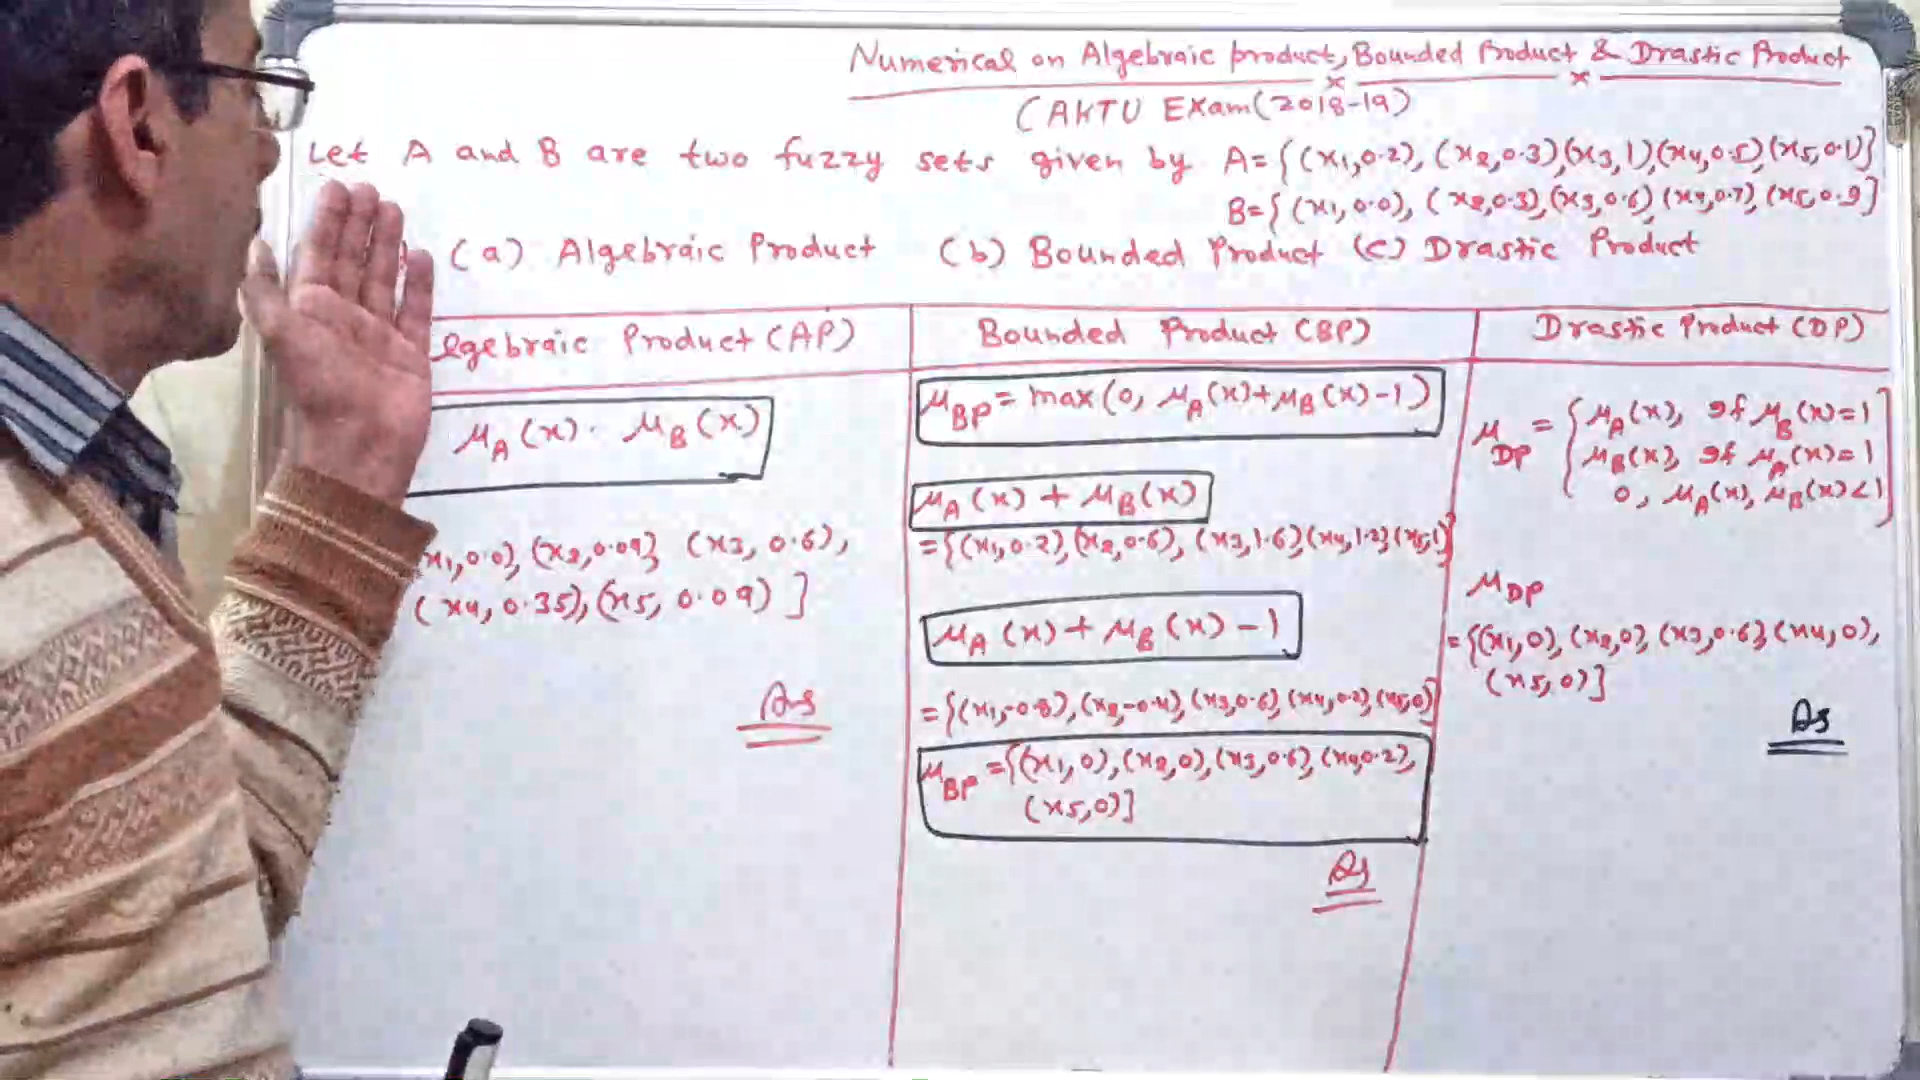 Numerical on Algebraic product, Bounded Product & Drastic Product
(AKTU Exam(2018-19)
Let A and B are two fuzzy sets given by A={(x1,0.2), (x2,0.3)(x3,1),(x4,0.5),(x5,0.1)}
B={(x1,0.0), (x2,0.3),(x3,0.6),(x4,0.7),(x5,0.9}
(a) Algebraic Product (b) Bounded Product (c) Drastic Product
lgebraic Product (AP)
μA(x) . μB(x)
x1,0.0),(x2,0.09), (x3, 0.6),
(x4,0.35),(x5,0.09)}
Ans
Bounded Product (BP)
μBP = max(0, μA(x)+μB(x)-1)
μA(x) + μB(x)
={(x1,0.2),(x2,0.6), (x3,1.6),(x4,1.2),(x5,1)}
μA(x)+μB(x)-1
={(x1,-0.8),(x2,-0.4),(x3,0.6),(x4,0.2),(x5,0)}
μBP={(x1,0),(x2,0),(x3,0.6),(x4,0.2),
(x5,0)}
As
Drastic Product (DP)
μDP = {μA(x), If μB(x)=1
μB(x), If μA(x)=1
0, μA(x), μB(x)<1}
μDP
={(x1,0),(x2,0),(x3,0.6),(x4,0),
(x5,0)}
As